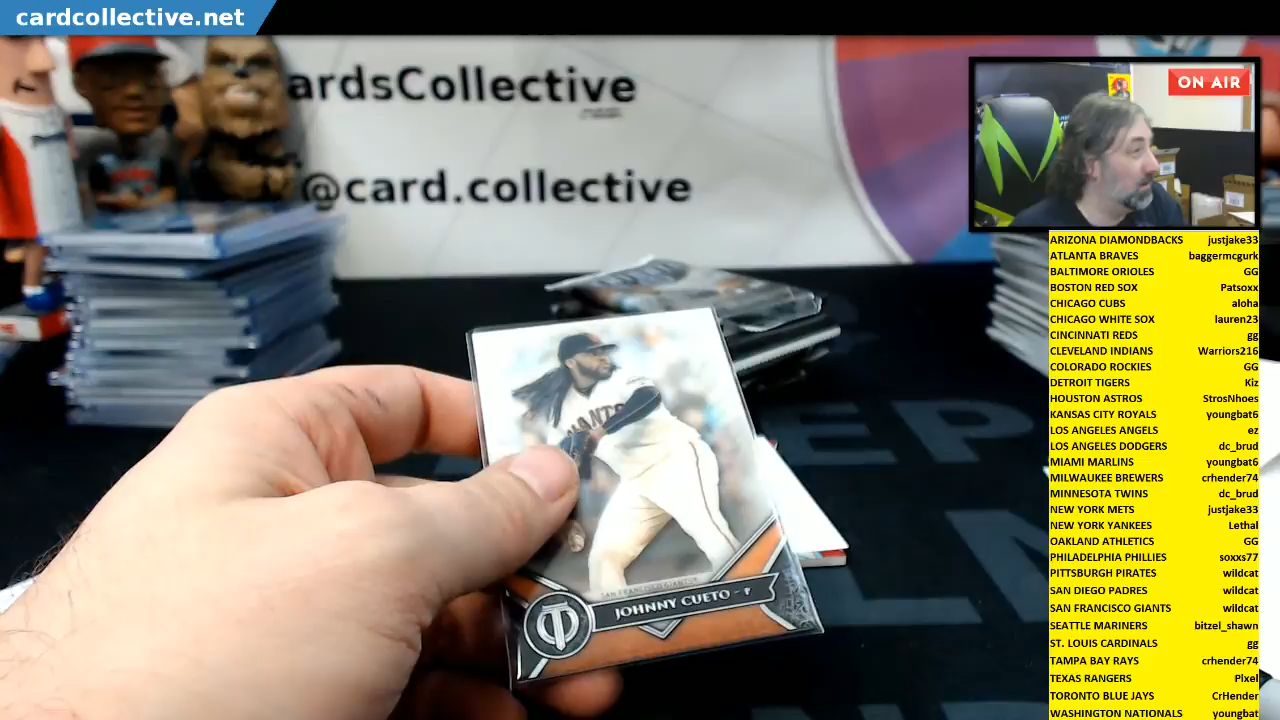 cardcollective.net
ardsCollective
@card.collective
ON AIR
ARIZONA DIAMONDBACKS justjake33
ATLANTA BRAVES baggermcgurk
BALTIMORE ORIOLES GG
BOSTON RED SOX Patsoxx
CHICAGO CUBS aloha
CHICAGO WHITE SOX lauren23
CINCINNATI REDS gg
CLEVELAND INDIANS Warriors216
COLORADO ROCKIES GG
DETROIT TIGERS Kiz
HOUSTON ASTROS StrosNhoes
KANSAS CITY ROYALS youngbat6
LOS ANGELES ANGELS ez
LOS ANGELES DODGERS dc_brud
MIAMI MARLINS youngbat6
MILWAUKEE BREWERS crhender74
MINNESOTA TWINS dc_brud
NEW YORK METS justjake33
NEW YORK YANKEES Lethal
OAKLAND ATHLETICS GG
PHILADELPHIA PHILLIES soxxs77
PITTSBURGH PIRATES wildcat
SAN DIEGO PADRES wildcat
SAN FRANCISCO GIANTS wildcat
SEATTLE MARINERS bitzel_shawn
ST. LOUIS CARDINALS gg
TAMPA BAY RAYS crhender74
TEXAS RANGERS Plxel
TORONTO BLUE JAYS CrHender
WASHINGTON NATIONALS youngbat
SAN FRANCISCO GIANTS
JOHNNY CUETO - P